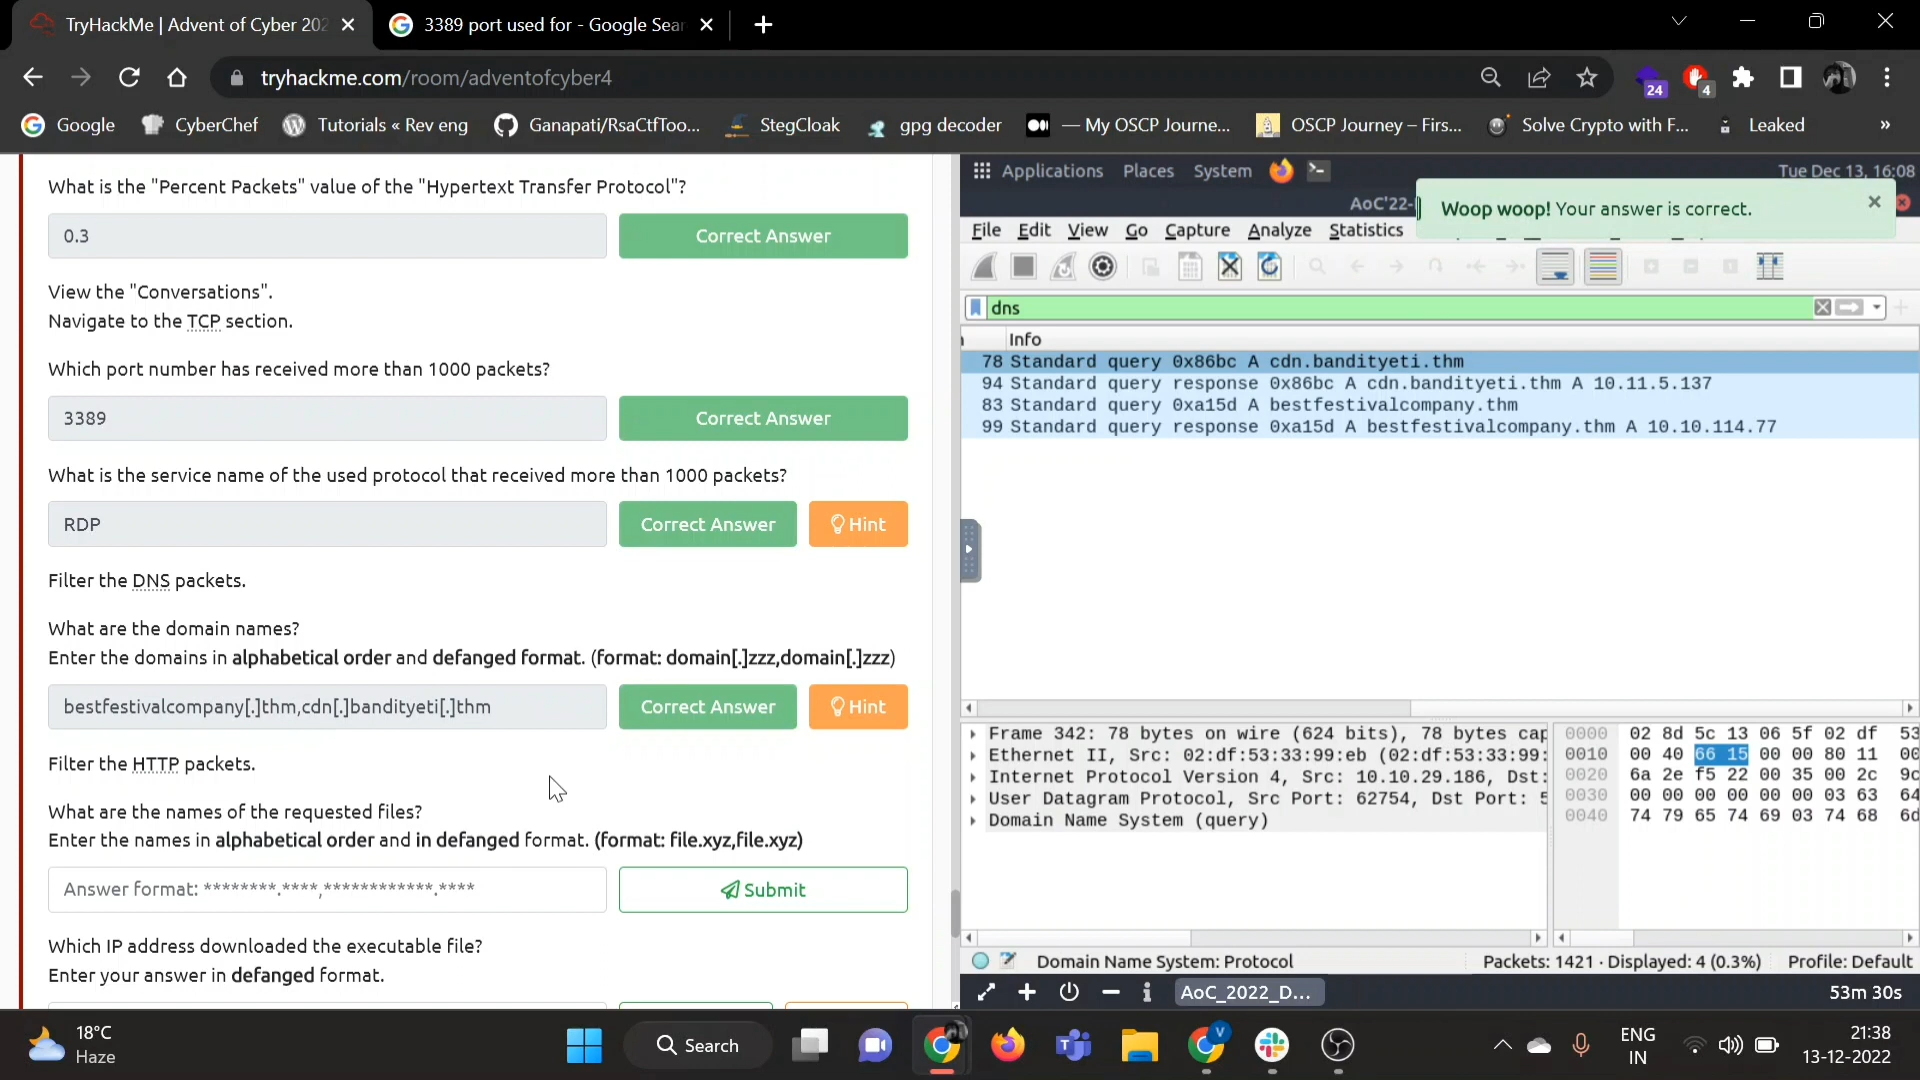 TryHackMe | Advent of Cyber 202
3389 port used for - Google Sear
tryhackme.com/room/adventofcyber4
24
4
Google
CyberChef
Tutorials « Rev eng
Ganapati/RsaCtfToo...
StegCloak
gpg decoder
— My OSCP Journe...
OSCP Journey – Firs...
Solve Crypto with F...
Leaked
»
What is the "Percent Packets" value of the "Hypertext Transfer Protocol"?
0.3
Correct Answer
View the "Conversations".
Navigate to the TCP section.
Which port number has received more than 1000 packets?
3389
Correct Answer
What is the service name of the used protocol that received more than 1000 packets?
RDP
Correct Answer
Hint
Filter the DNS packets.
What are the domain names?
Enter the domains in alphabetical order and defanged format. (format: domain[.]zzz,domain[.]zzz)
bestfestivalcompany[.]thm,cdn[.]bandityeti[.]thm
Correct Answer
Hint
Filter the HTTP packets.
What are the names of the requested files?
Enter the names in alphabetical order and in defanged format. (format: file.xyz,file.xyz)
Answer format: ********.****,************.****
Submit
Which IP address downloaded the executable file?
Enter your answer in defanged format.
Applications Places System
Tue Dec 13, 16:08
AoC'22-
Woop woop! Your answer is correct.
File Edit View Go Capture Analyze Statistics
dns
Info
78 Standard query 0x86bc A cdn.bandityeti.thm
94 Standard query response 0x86bc A cdn.bandityeti.thm A 10.11.5.137
83 Standard query 0xa15d A bestfestivalcompany.thm
99 Standard query response 0xa15d A bestfestivalcompany.thm A 10.10.114.77
Frame 342: 78 bytes on wire (624 bits), 78 bytes cap
Ethernet II, Src: 02:df:53:33:99:eb (02:df:53:33:99:
Internet Protocol Version 4, Src: 10.10.29.186, Dst:
User Datagram Protocol, Src Port: 62754, Dst Port: 5
Domain Name System (query)
0000 02 8d 5c 13 06 5f 02 df 53
0010 00 40 66 15 00 00 80 11 00
0020 6a 2e f5 22 00 35 00 2c 9c
0030 00 00 00 00 00 00 03 63 64
0040 74 79 65 74 69 03 74 68 6d
Domain Name System: Protocol
Packets: 1421 · Displayed: 4 (0.3%)
Profile: Default
AoC_2022_D...
53m 30s
18°C
Haze
Search
V
ENG
IN
21:38
13-12-2022